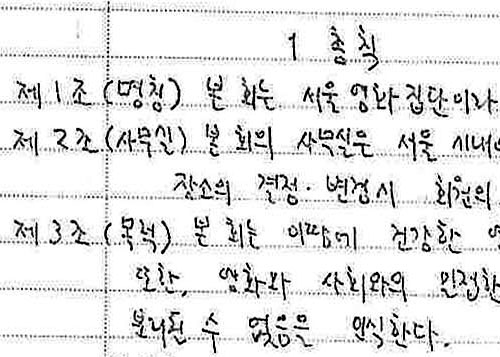 1 총칙
제 1 조 (명칭) 본 회는 서울 영화 집단이라
제 2 조 (사무실) 본 회의 사무실은 서울 시내에
장소의 결정·변경시 회원의
제 3 조 (목적) 본 회는 이땅에 건강한 영
또한, 영화와 사회와의 밀접한
분리될 수 없음을 인식한다.